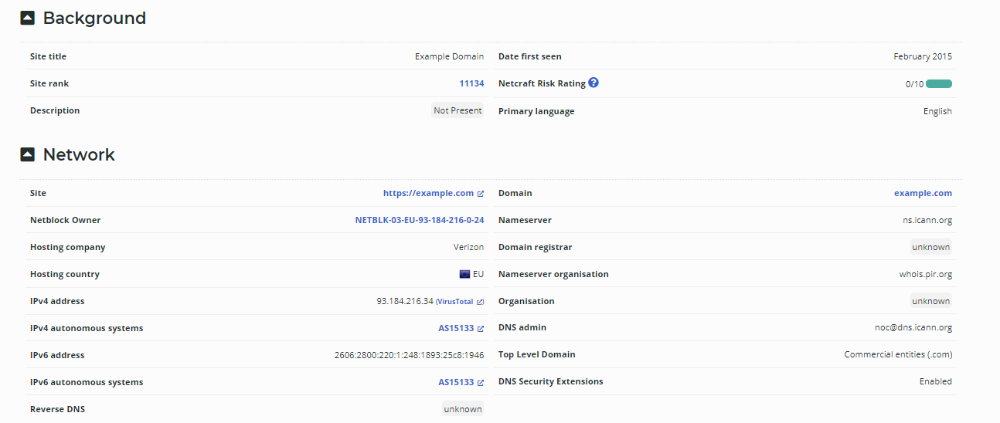 Background
Site title Example Domain Date first seen February 2015
Site rank 11134 Netcraft Risk Rating ? 0/10
Description Not Present Primary language English
Network
Site https://example.com Domain example.com
Netblock Owner NETBLK-03-EU-93-184-216-0-24 Nameserver ns.icann.org
Hosting company Verizon Domain registrar unknown
Hosting country EU Nameserver organisation whois.pir.org
IPv4 address 93.184.216.34 (VirusTotal) Organisation unknown
IPv4 autonomous systems AS15133 DNS admin noc@dns.icann.org
IPv6 address 2606:2800:220:1:248:1893:25c8:1946 Top Level Domain Commercial entities (.com)
IPv6 autonomous systems AS15133 DNS Security Extensions Enabled
Reverse DNS unknown